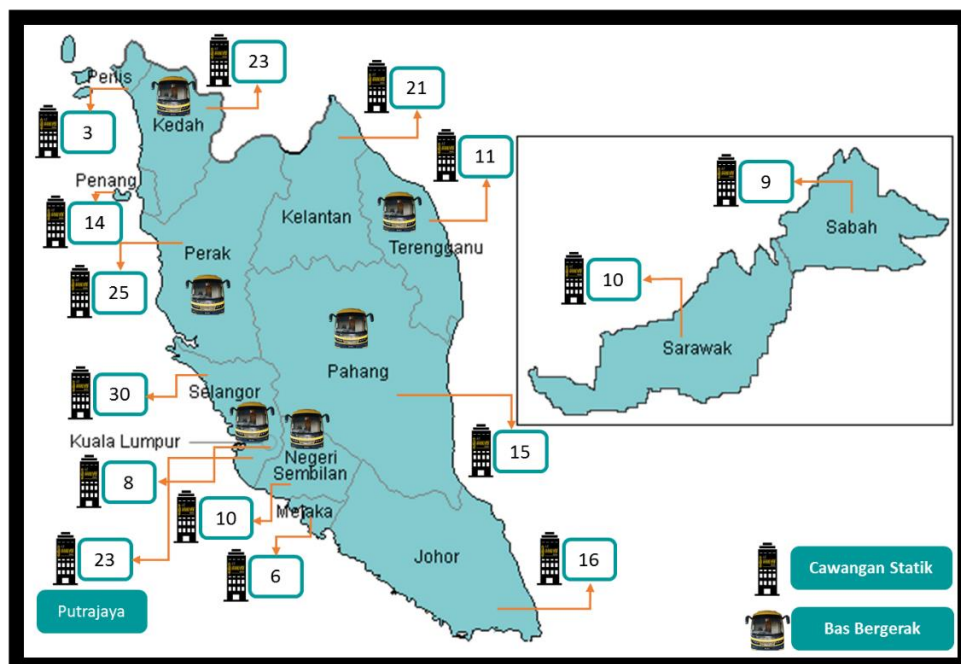 23
Perlis
3
Kedah
21
11
Penang
14
Kelantan
Terengganu
Perak
25
Pahang
30
Selangor
Kuala Lumpur
8
Negeri
Sembilan
15
10
Melaka
23
6
Johor
16
Putrajaya
9
Sabah
10
Sarawak
Cawangan Statik
Bas Bergerak